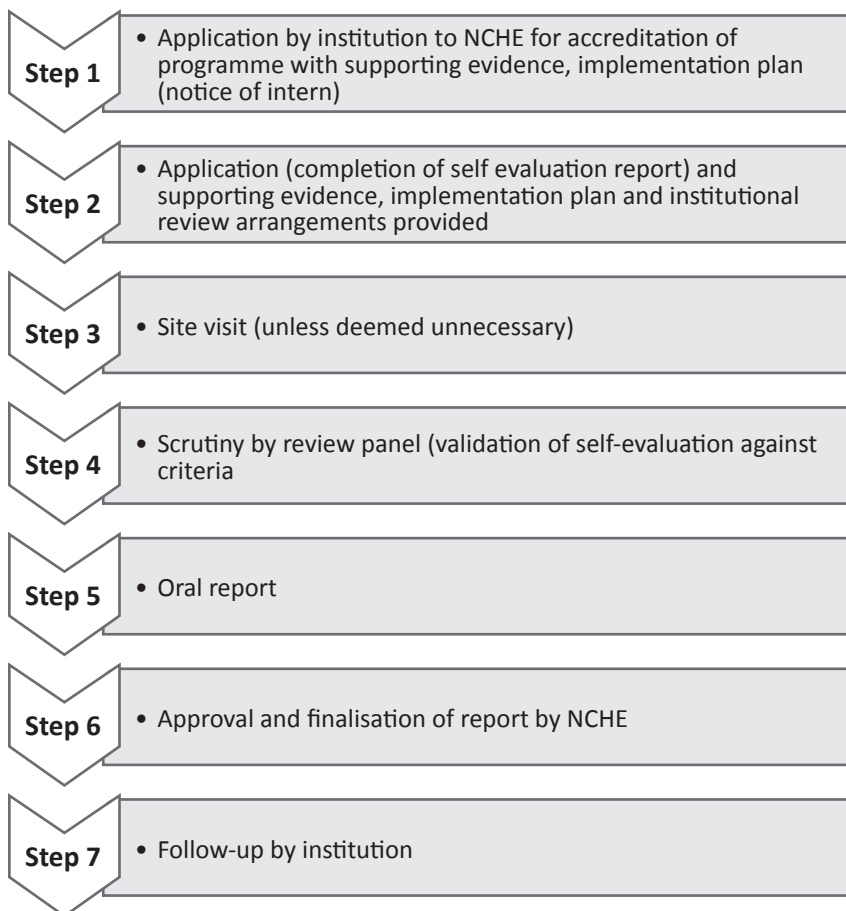 Step 1
• Application by institution to NCHE for accreditation of
programme with supporting evidence, implementation plan
(notice of intern)
Step 2
• Application (completion of self evaluation report) and
supporting evidence, implementation plan and institutional
review arrangements provided
Step 3
• Site visit (unless deemed unnecessary)
Step 4
• Scrutiny by review panel (validation of self-evaluation against
criteria
Step 5
• Oral report
Step 6
• Approval and finalisation of report by NCHE
Step 7
• Follow-up by institution